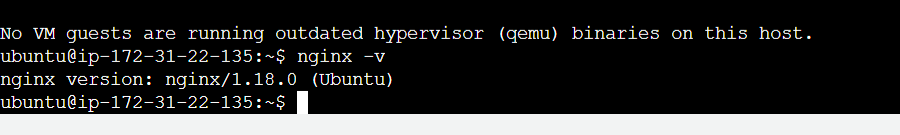 No VM guests are running outdated hypervisor (qemu) binaries on this host.
ubuntu@ip-172-31-22-135:~$ nginx -v
nginx version: nginx/1.18.0 (Ubuntu)
ubuntu@ip-172-31-22-135:~$